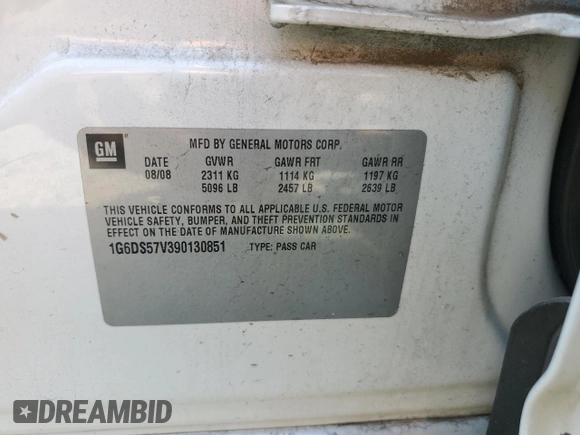 GM
MFD BY GENERAL MOTORS CORP.
DATE GVWR GAWR FRT GAWR RR
08/08 2311 KG 1114 KG 1197 KG
5096 LB 2457 LB 2639 LB
THIS VEHICLE CONFORMS TO ALL APPLICABLE U.S. FEDERAL MOTOR
VEHICLE SAFETY, BUMPER, AND THEFT PREVENTION STANDARDS IN
EFFECT ON THE DATE OF MANUFACTURE SHOWN ABOVE.
1G6DS57V390130851 TYPE: PASS CAR
DREAMBID